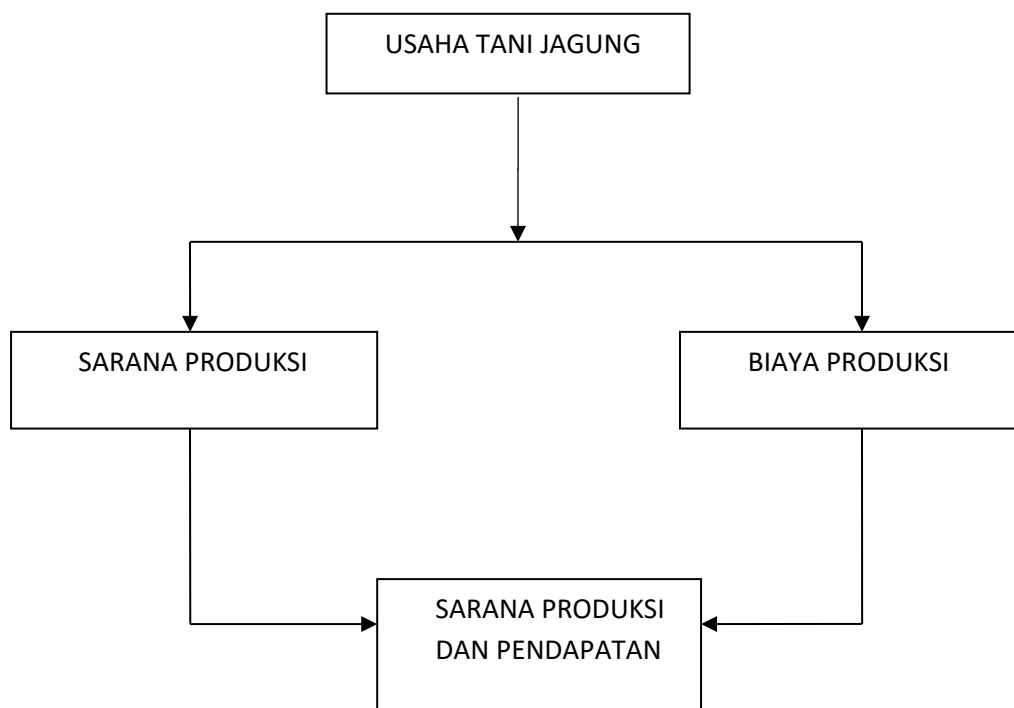 USAHA TANI JAGUNG
SARANA PRODUKSI
BIAYA PRODUKSI
SARANA PRODUKSI
DAN PENDAPATAN